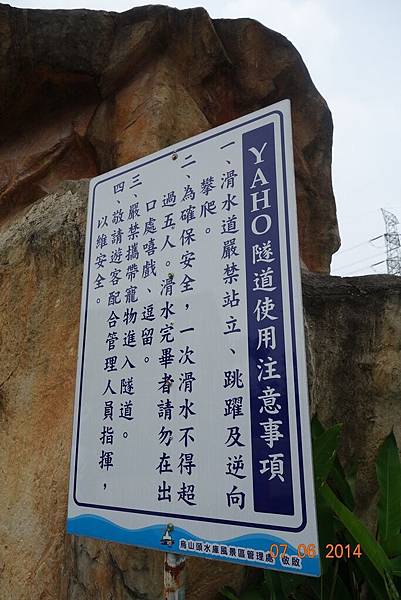 YAHO隧道使用注意事項
一、滑水道嚴禁站立、跳躍及逆向
攀爬。
二、為確保安全，一次滑水不得超
過五人。滑水完畢者請勿在出
口處嘻戲、逗留。
三、嚴禁攜帶寵物進入隧道。
四、敬請遊客配合管理人員指揮，
以維安全。
烏山頭水庫風景區管理處 敬啟
07 06 2014